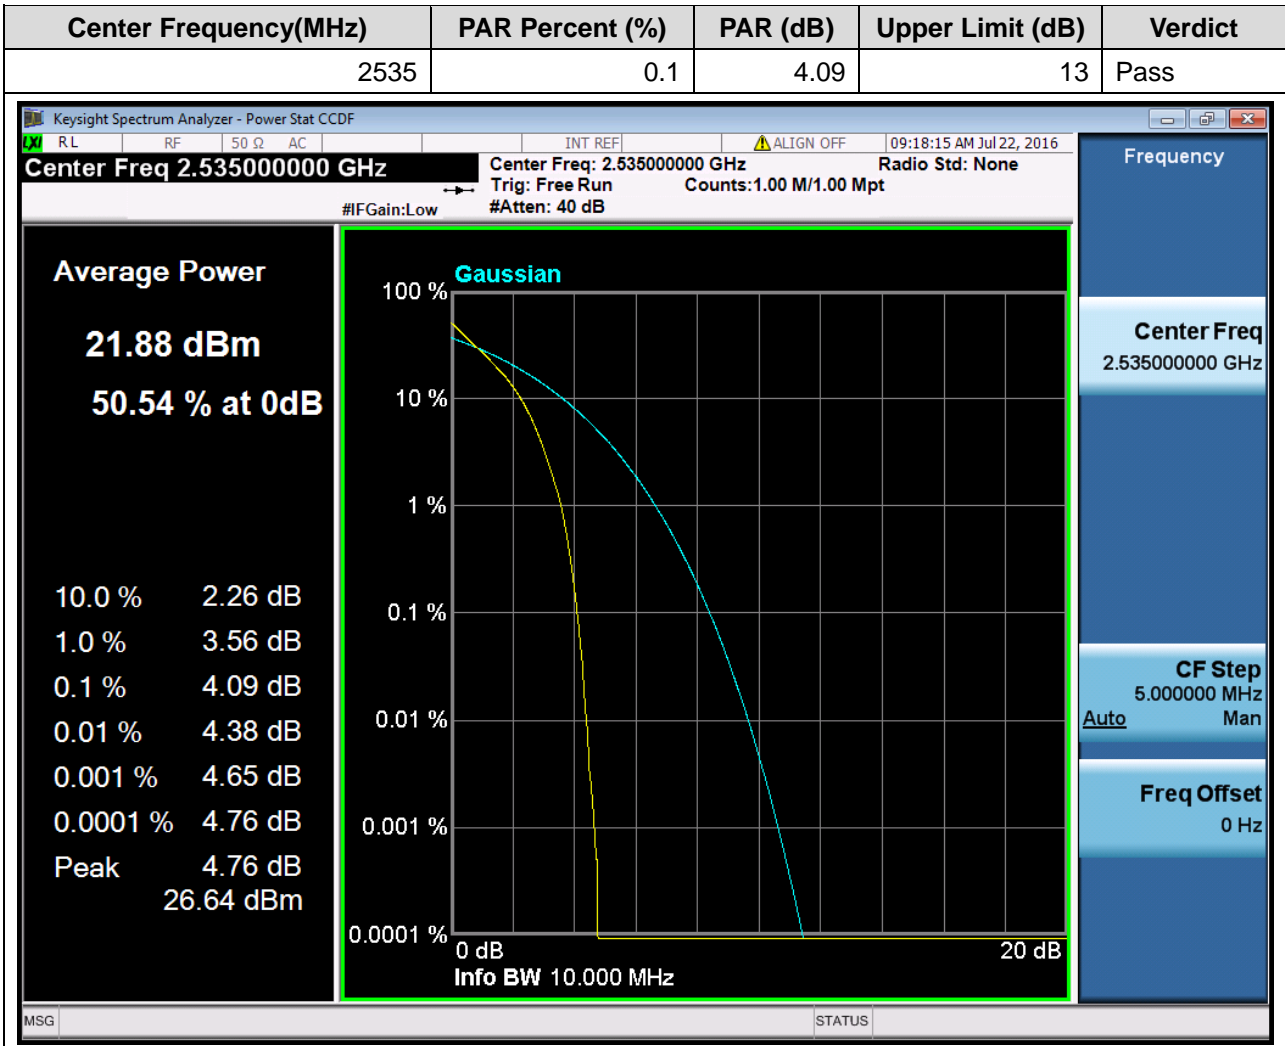 Center Frequency(MHz) PAR Percent (%) PAR (dB) Upper Limit (dB) Verdict
2535 0.1 4.09 13 Pass
Keysight Spectrum Analyzer - Power Stat CCDF
LXI RL RF 50 Ω AC INT REF ALIGN OFF 09:18:15 AM Jul 22, 2016
Center Freq 2.535000000 GHz
Center Freq: 2.535000000 GHz Radio Std: None
Trig: Free Run Counts:1.00 M/1.00 Mpt
#IFGain:Low #Atten: 40 dB
Frequency
Average Power
21.88 dBm
50.54 % at 0dB
10.0 % 2.26 dB
1.0 % 3.56 dB
0.1 % 4.09 dB
0.01 % 4.38 dB
0.001 % 4.65 dB
0.0001 % 4.76 dB
Peak 4.76 dB
26.64 dBm
Gaussian
100 %
10 %
1 %
0.1 %
0.01 %
0.001 %
0.0001 %
0 dB 20 dB
Info BW 10.000 MHz
Center Freq
2.535000000 GHz
CF Step
5.000000 MHz
Auto Man
Freq Offset
0 Hz
MSG STATUS